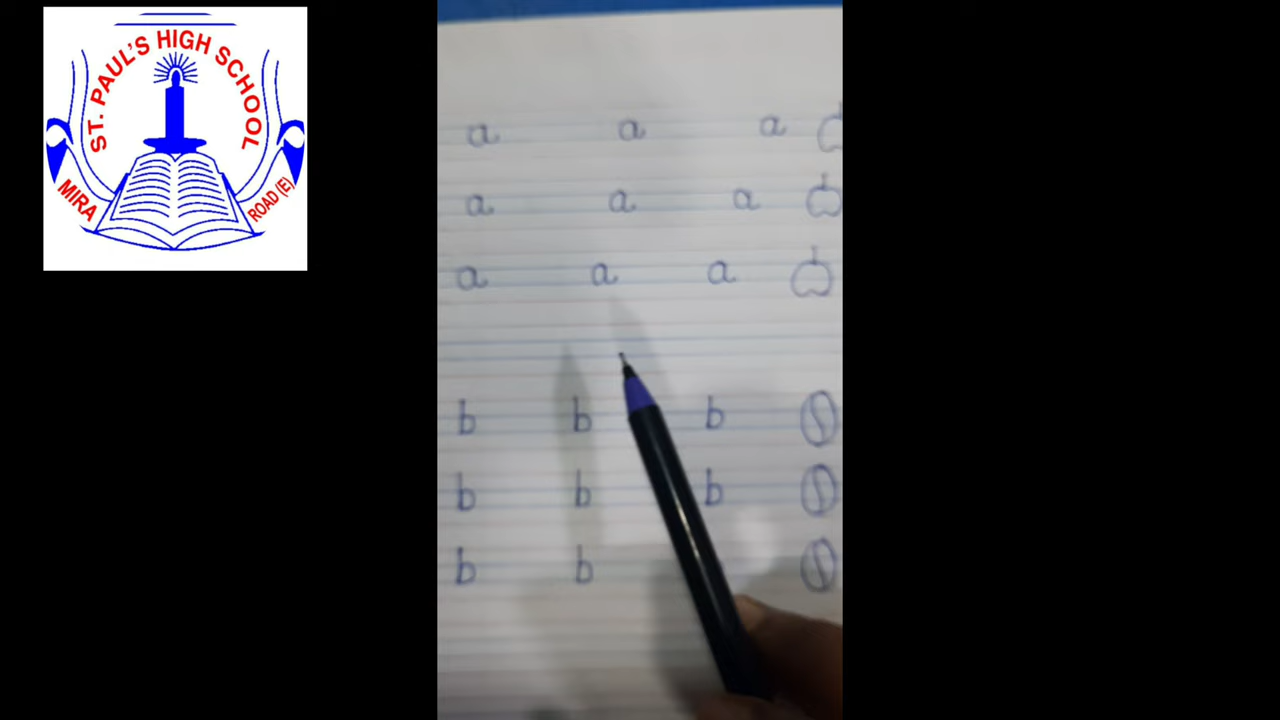 ST. PAUL'S HIGH SCHOOL
MIRA ROAD (E)
a a a
a a a
a a a
b b b
b b b
b b